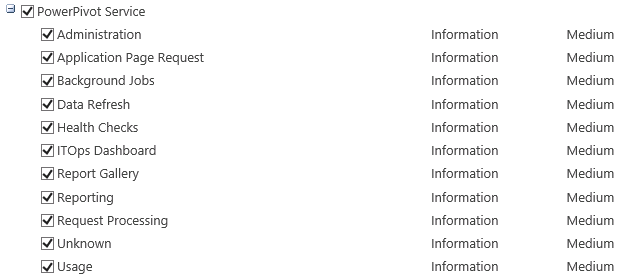 PowerPivot Service
Administration Information Medium
Application Page Request Information Medium
Background Jobs Information Medium
Data Refresh Information Medium
Health Checks Information Medium
ITOps Dashboard Information Medium
Report Gallery Information Medium
Reporting Information Medium
Request Processing Information Medium
Unknown Information Medium
Usage Information Medium